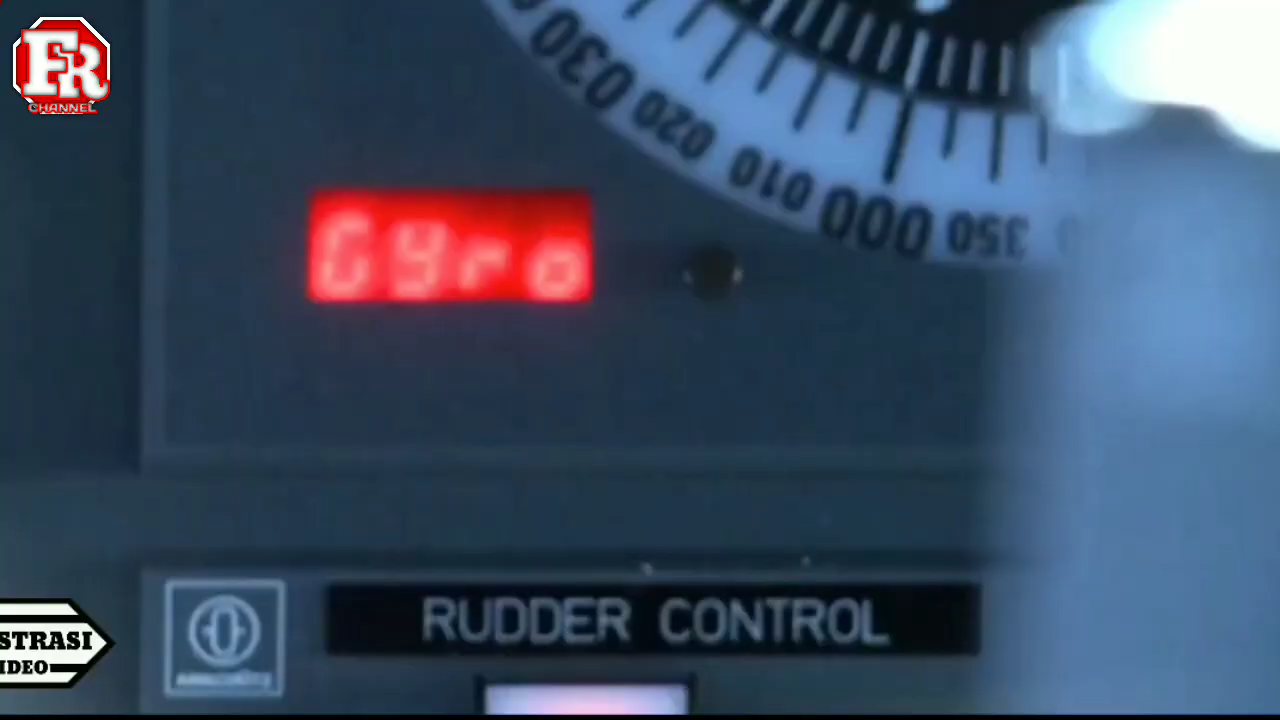 FR
CHANNEL
030
020
010
000
350
Gyro
RUDDER CONTROL
STRASI
IDEO